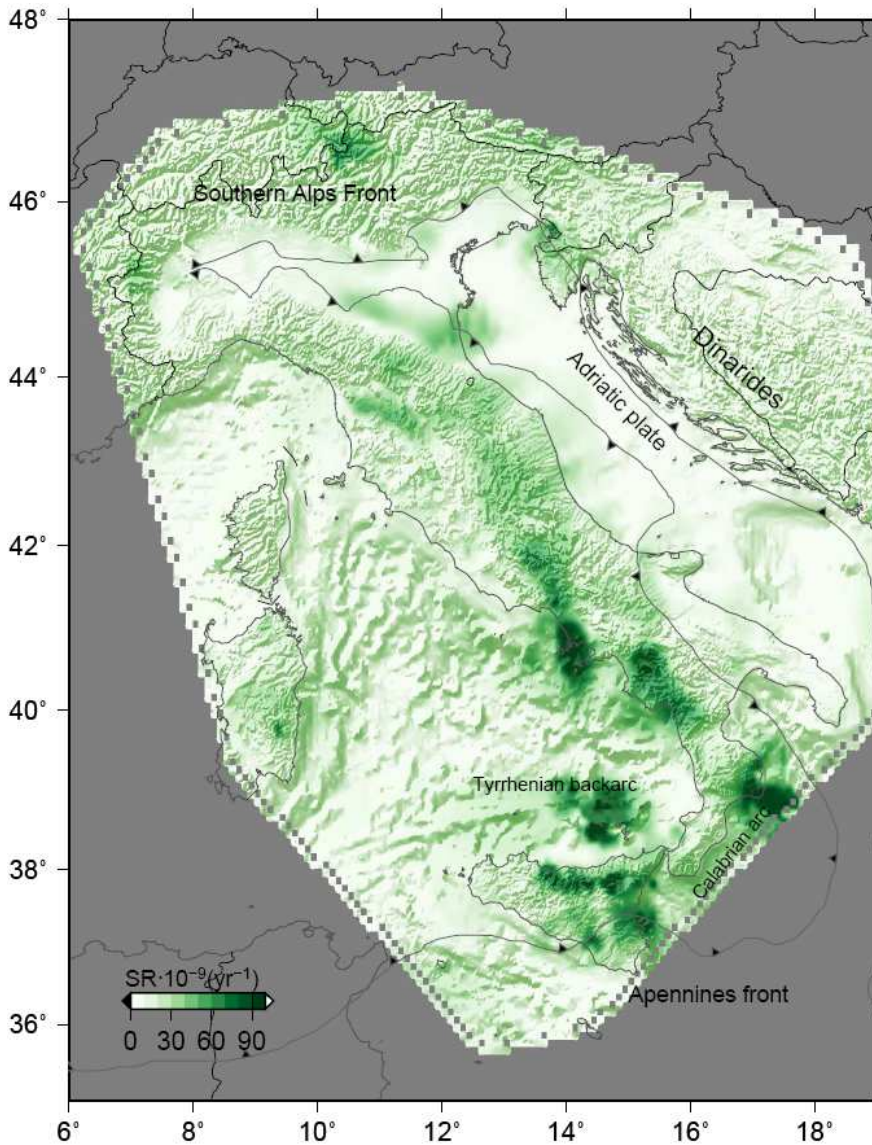 48°
46°
Southern Alps Front
44°
Dinarides
Adriatic plate
42°
40°
Tyrrhenian backarc
38°
Calabrian arc
SR·10⁻⁹(yr⁻¹)
0 30 60 90
Apennines front
36°
6° 8° 10° 12° 14° 16° 18°